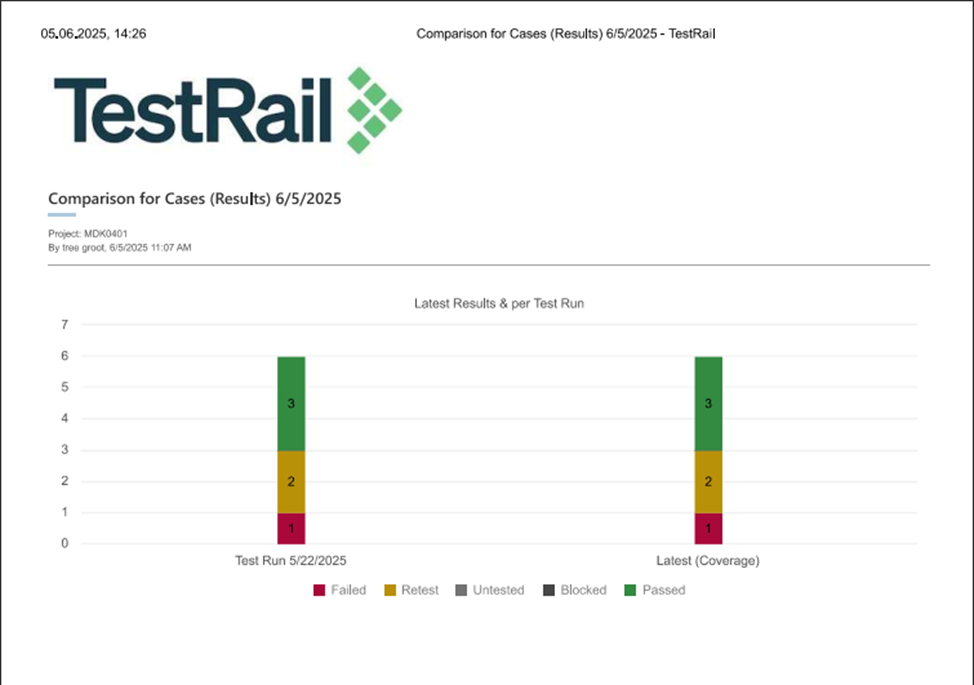 05.06.2025, 14:26 Comparison for Cases (Results) 6/5/2025 - TestRail
TestRail
Comparison for Cases (Results) 6/5/2025
Project: MDK0401
By tree groot, 6/5/2025 11:07 AM
Latest Results & per Test Run
7
6
5
4
3
2
1
0
3 3
2 2
1 1
Test Run 5/22/2025 Latest (Coverage)
Failed Retest Untested Blocked Passed